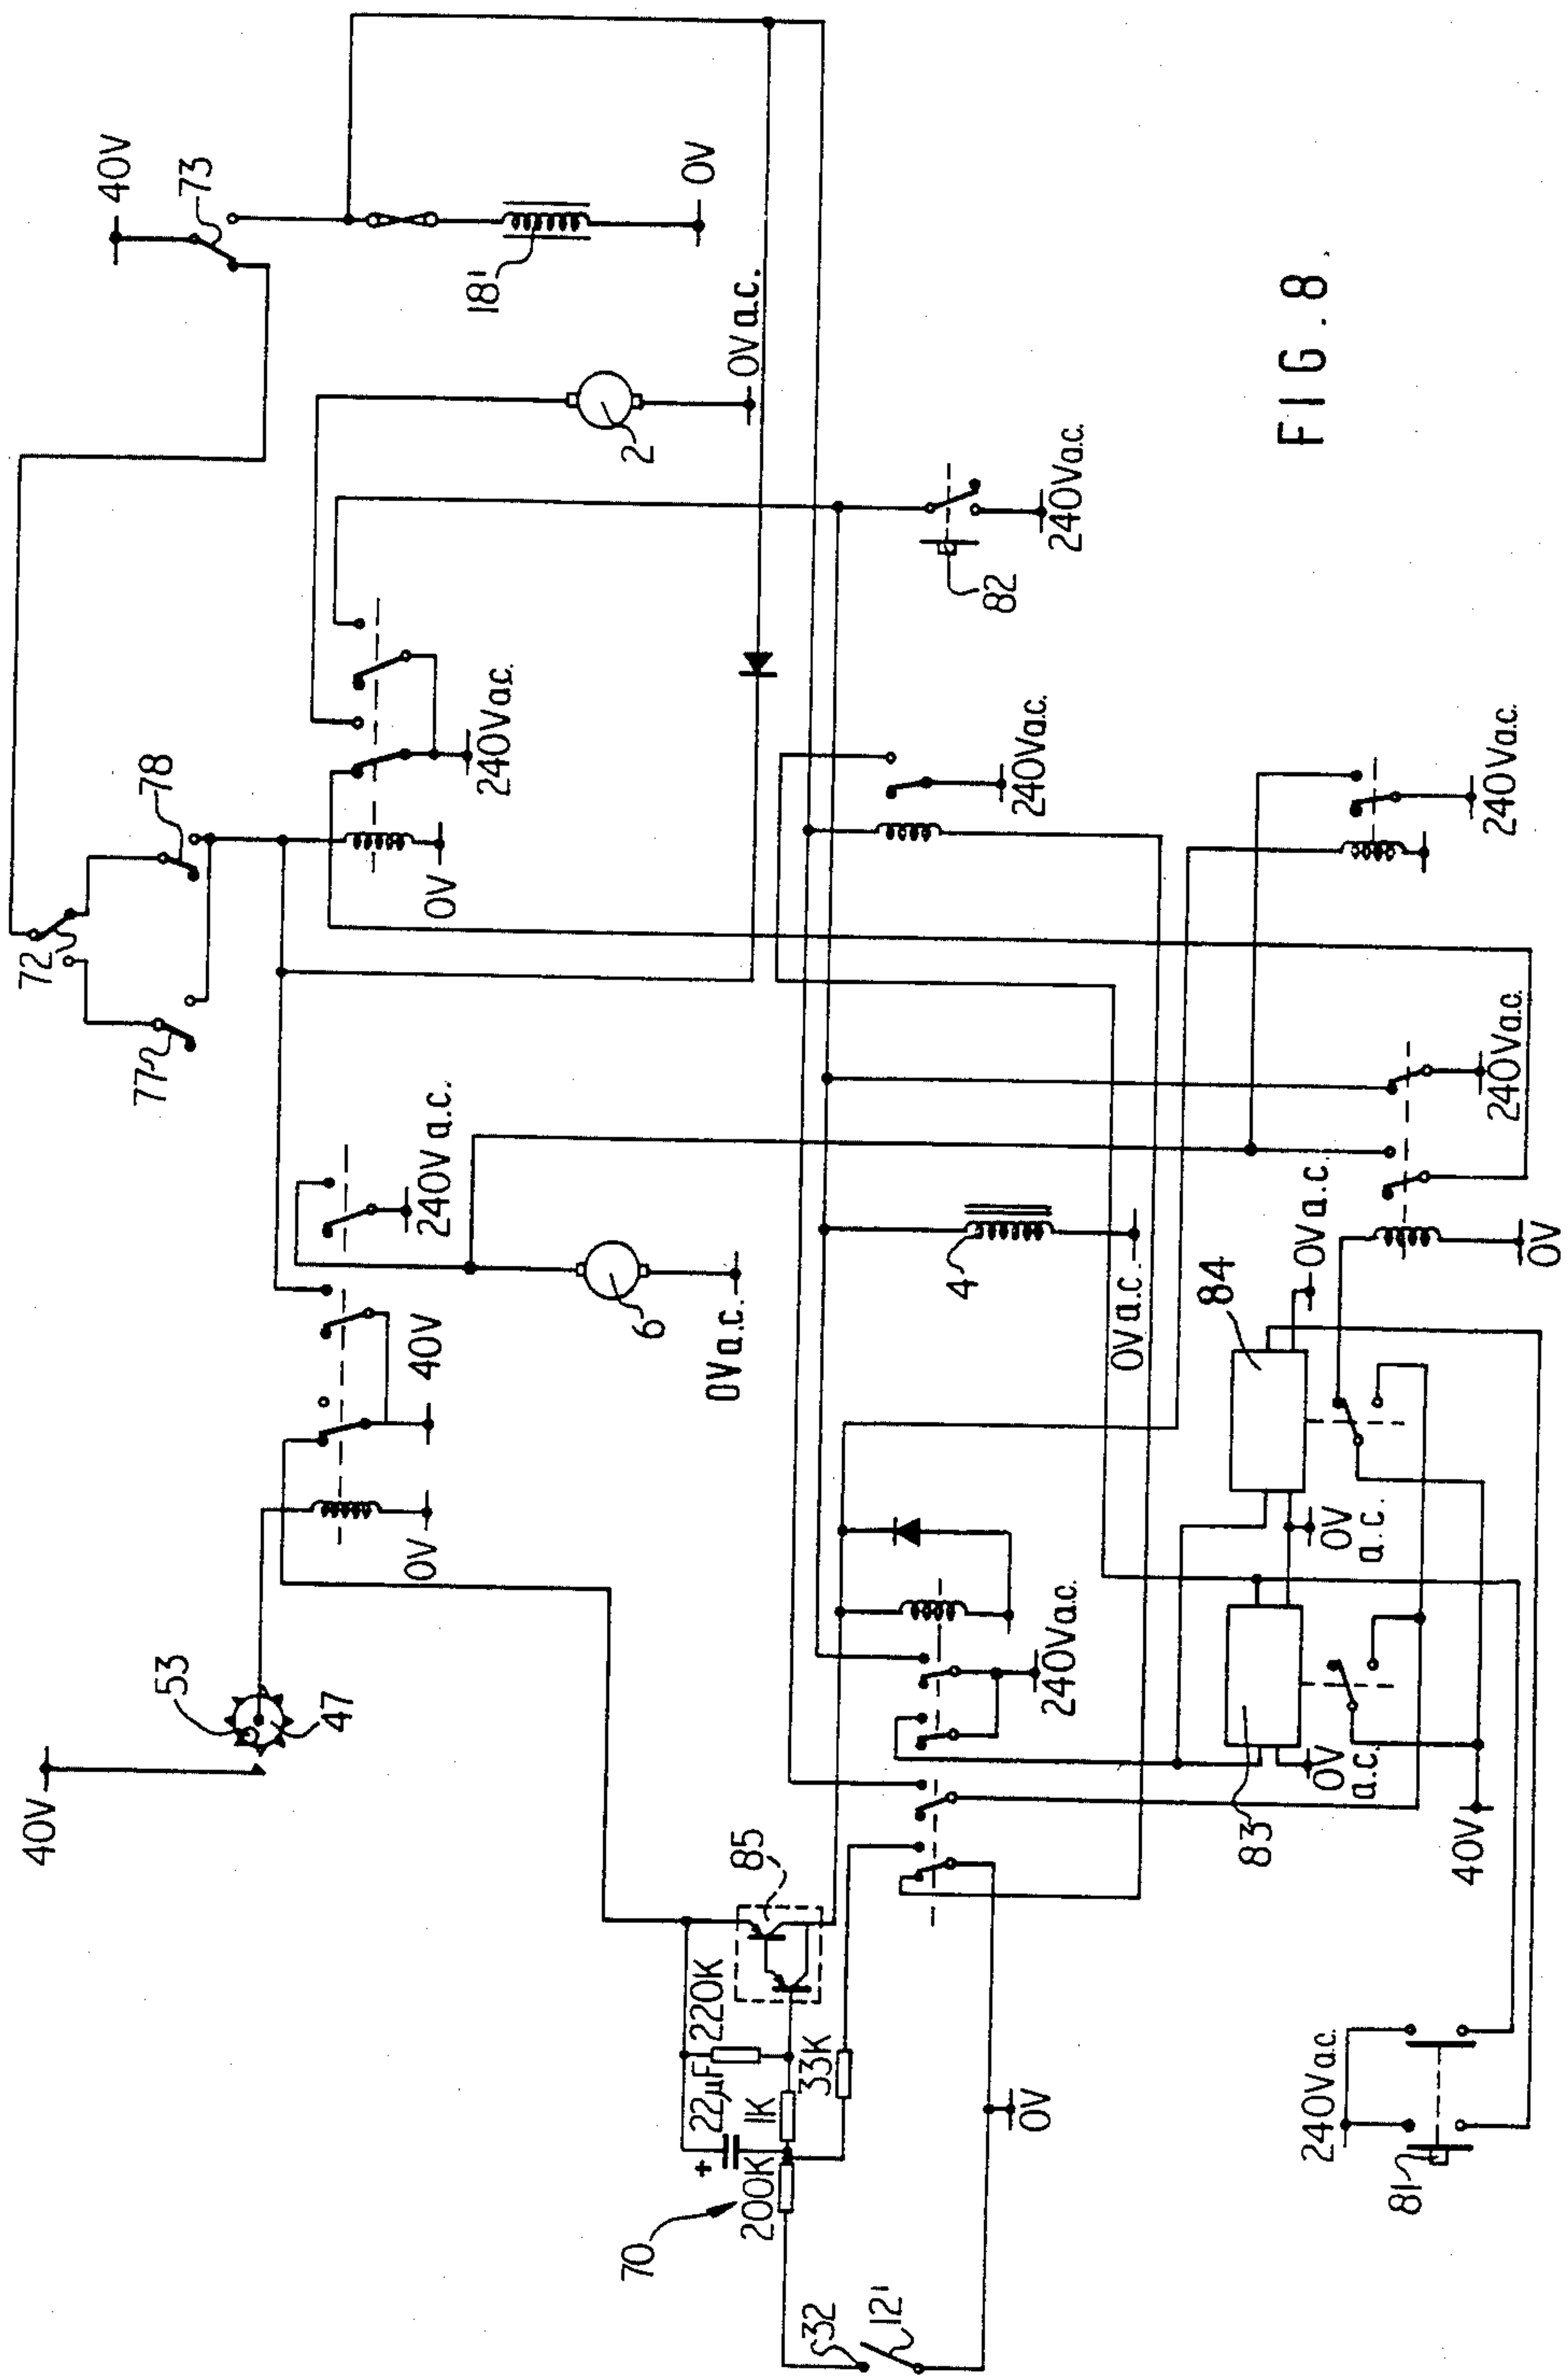 40V
53
47
0V
40V
240V a.c.
6
0V a.c.
77
72
78
0V
240V a.c.
2
0V a.c.
40V
73
18'
0V
82
240V a.c.
70
200K
+
22µF
220K
1K
33K
85
32
12'
0V
240V a.c.
4
0V a.c.
240V a.c.
240V a.c.
83
0V
a.c.
40V
84
0V
a.c.
0V a.c.
0V
240V a.c.
240V a.c.
81
FIG. 8.